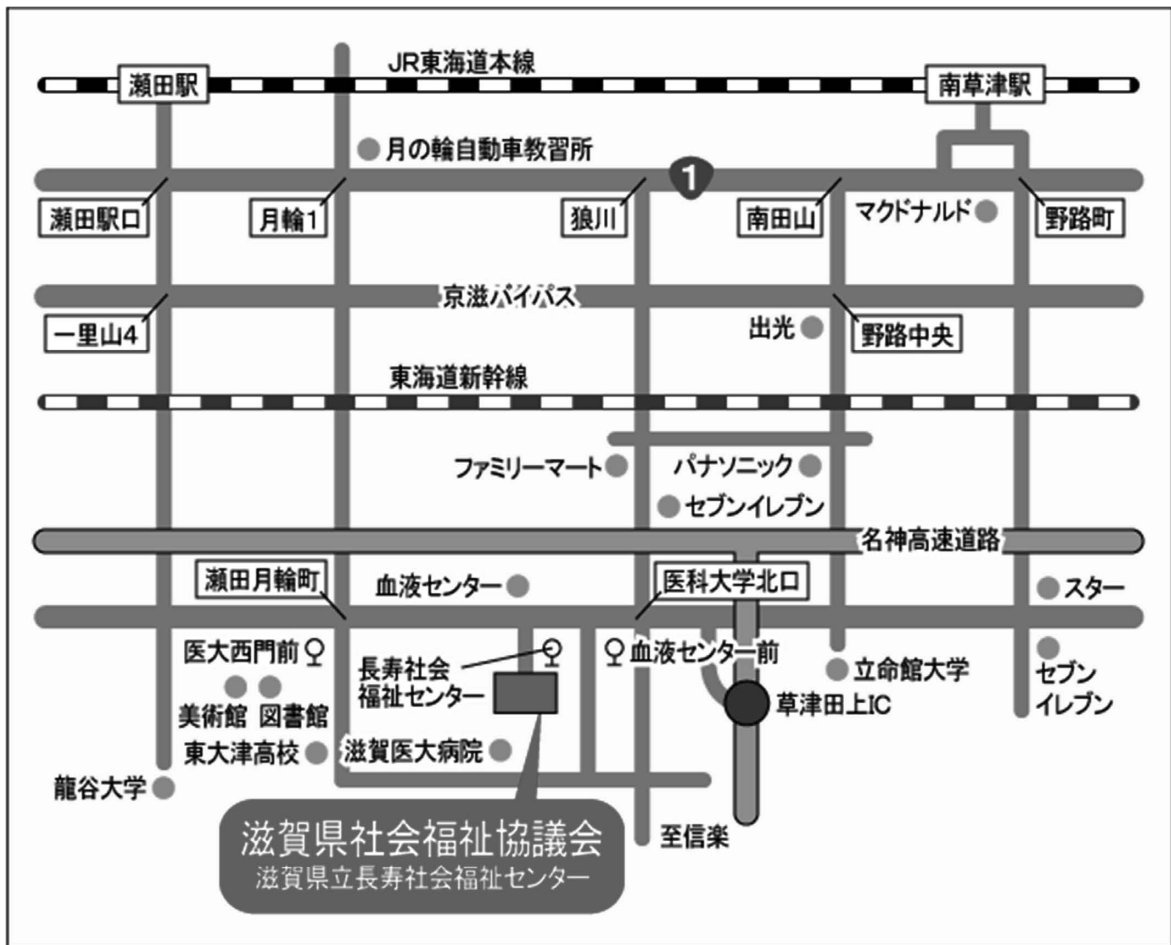 JR東海道本線
瀬田駅
南草津駅
月の輪自動車教習所
1
瀬田駅口
月輪1
狼川
南田山
マクドナルド
野路町
京滋バイパス
一里山4
出光
野路中央
東海道新幹線
ファミリーマート
パナソニック
セブンイレブン
名神高速道路
瀬田月輪町
血液センター
医科大学北口
スター
医大西門前
長寿社会
福祉センター
血液センター前
立命館大学
セブン
イレブン
美術館
図書館
草津田上IC
東大津高校
滋賀医大病院
龍谷大学
至信楽
滋賀県社会福祉協議会
滋賀県立長寿社会福祉センター